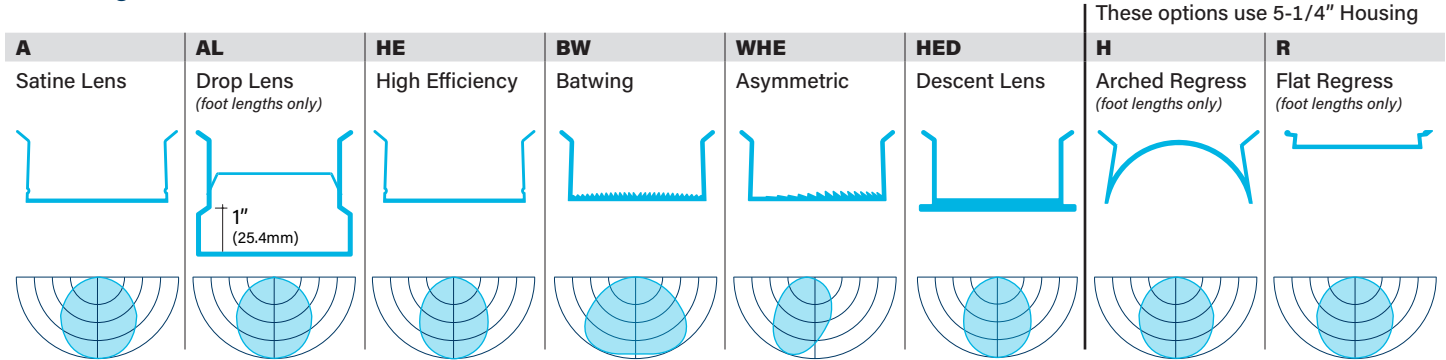 These options use 5-1/4” Housing
A AL HE BW WHE HED H R
Satine Lens Drop Lens High Efficiency Batwing Asymmetric Descent Lens Arched Regress Flat Regress
(foot lengths only) (foot lengths only) (foot lengths only)
1”
(25.4mm)